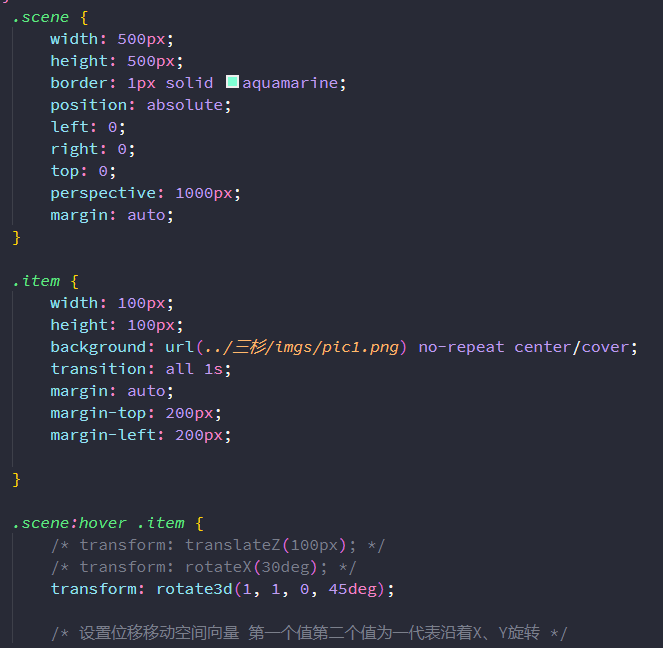 .scene {
width: 500px;
height: 500px;
border: 1px solid aquamarine;
position: absolute;
left: 0;
right: 0;
top: 0;
perspective: 1000px;
margin: auto;
}
.item {
width: 100px;
height: 100px;
background: url(../三杉/imgs/pic1.png) no-repeat center/cover;
transition: all 1s;
margin: auto;
margin-top: 200px;
margin-left: 200px;
}
.scene:hover .item {
/* transform: translateZ(100px); */
/* transform: rotateX(30deg); */
transform: rotate3d(1, 1, 0, 45deg);
/* 设置位移移动空间向量 第一个值第二个值为一代表沿着X、Y旋转 */